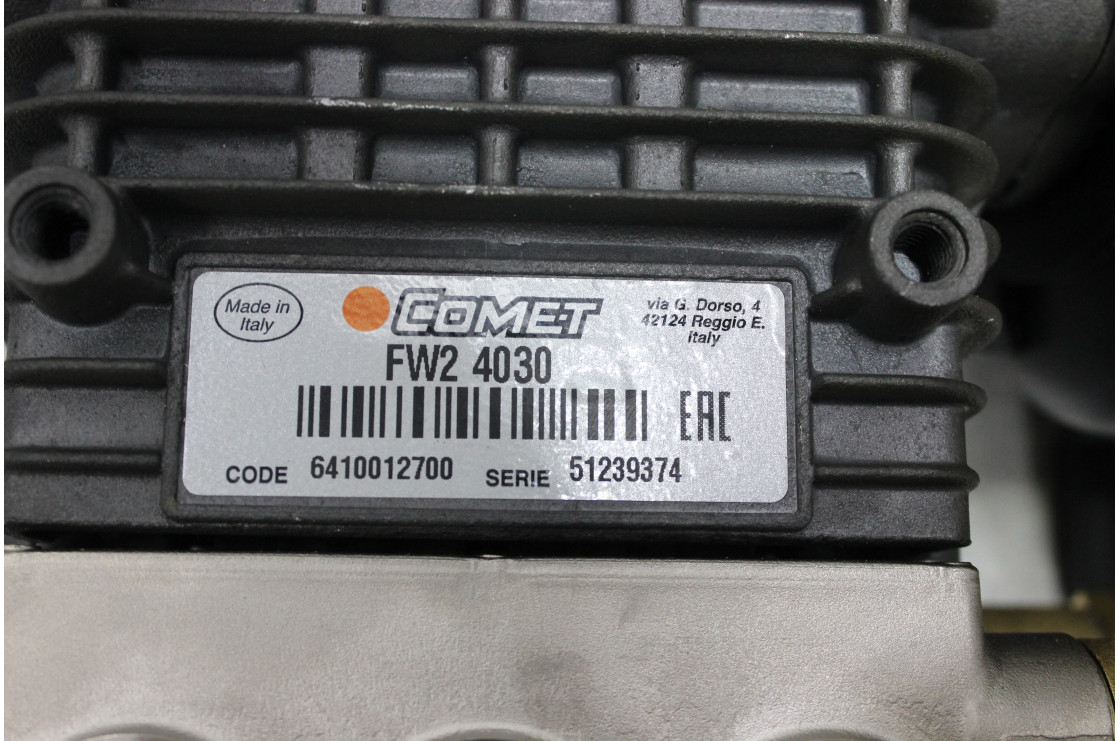 Made in
Italy
COMET
via G. Dorso, 4
42124 Reggio E.
Italy
FW2 4030
EAC
CODE 6410012700 SERIE 51239374